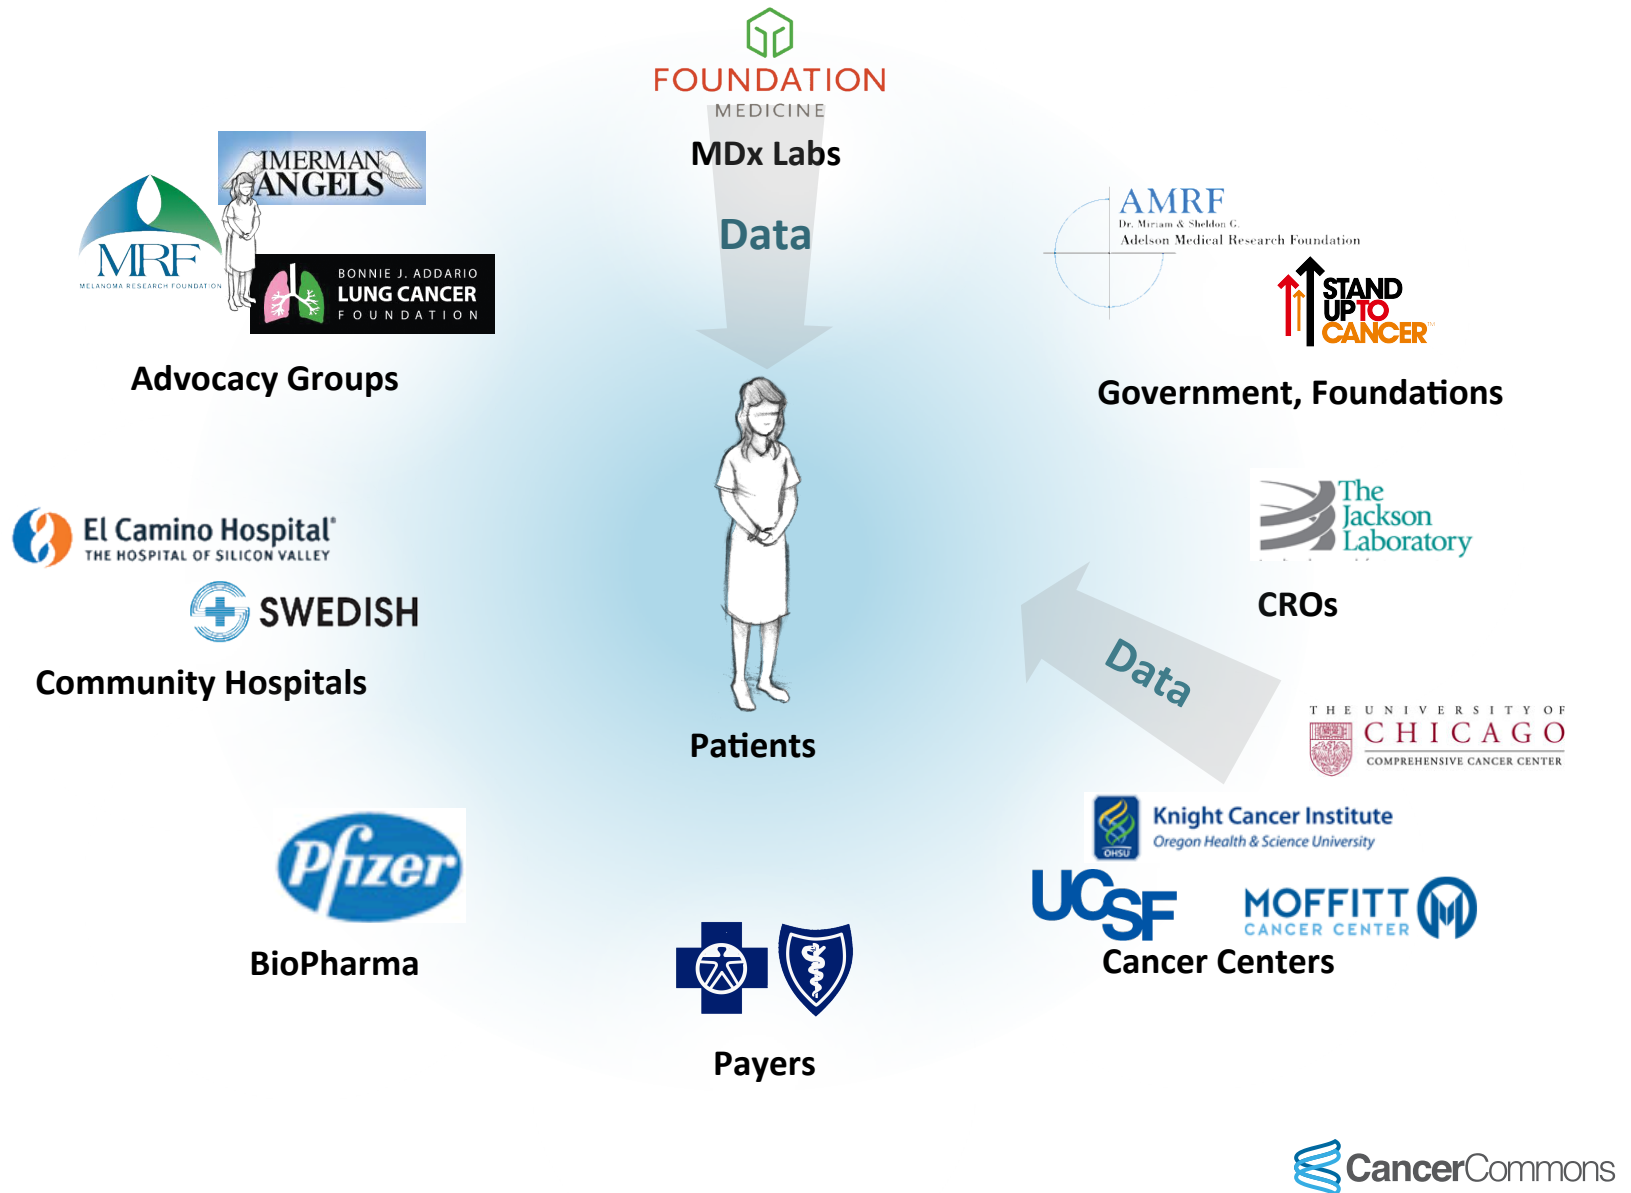 FOUNDATION
MEDICINE
MDx Labs
Data
IMERMAN
ANGELS
MRF
MELANOMA RESEARCH FOUNDATION
BONNIE J. ADDARIO
LUNG CANCER
FOUNDATION
Advocacy Groups
AMRF
Dr. Miriam & Sheldon G.
Adelson Medical Research Foundation
STAND
UPTO
CANCER™
Government, Foundations
El Camino Hospital®
THE HOSPITAL OF SILICON VALLEY
SWEDISH
Community Hospitals
The
Jackson
Laboratory
CROs
Data
Patients
THE UNIVERSITY OF
CHICAGO
COMPREHENSIVE CANCER CENTER
Knight Cancer Institute
OHSU
Oregon Health & Science University
UCSF
MOFFITT
CANCER CENTER
Cancer Centers
Pfizer
BioPharma
Payers
CancerCommons